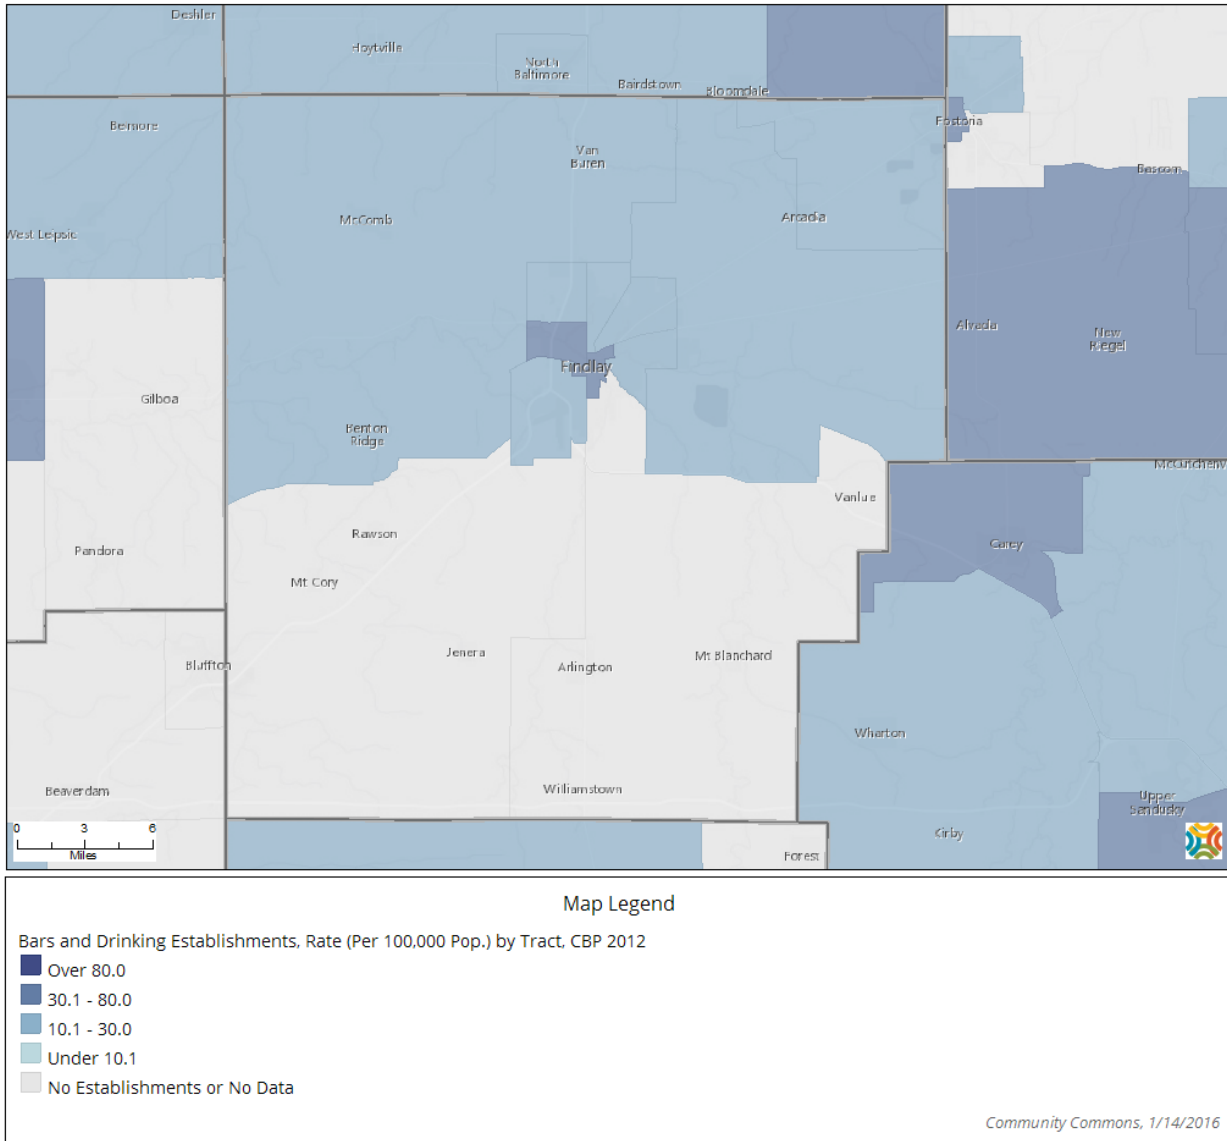 Deshler
Hoytville
North
Baltimore
Bairdstown
Bloomdale
Belmore
Fostoria
Van
Buren
Bascom
McComb
Arcadia
West Leipsic
Alvada
New
Riegel
Findlay
Gilboa
Benton
Ridge
McCutchenv
Vanlue
Rawson
Carey
Pandora
Mt Cory
Jenera
Mt Blanchard
Bluffton
Arlington
Wharton
Beaverdam
Williamstown
Upper
Sandusky
Kirby
Forest
0 3 6
Miles
Map Legend
Bars and Drinking Establishments, Rate (Per 100,000 Pop.) by Tract, CBP 2012
Over 80.0
30.1 - 80.0
10.1 - 30.0
Under 10.1
No Establishments or No Data
Community Commons, 1/14/2016